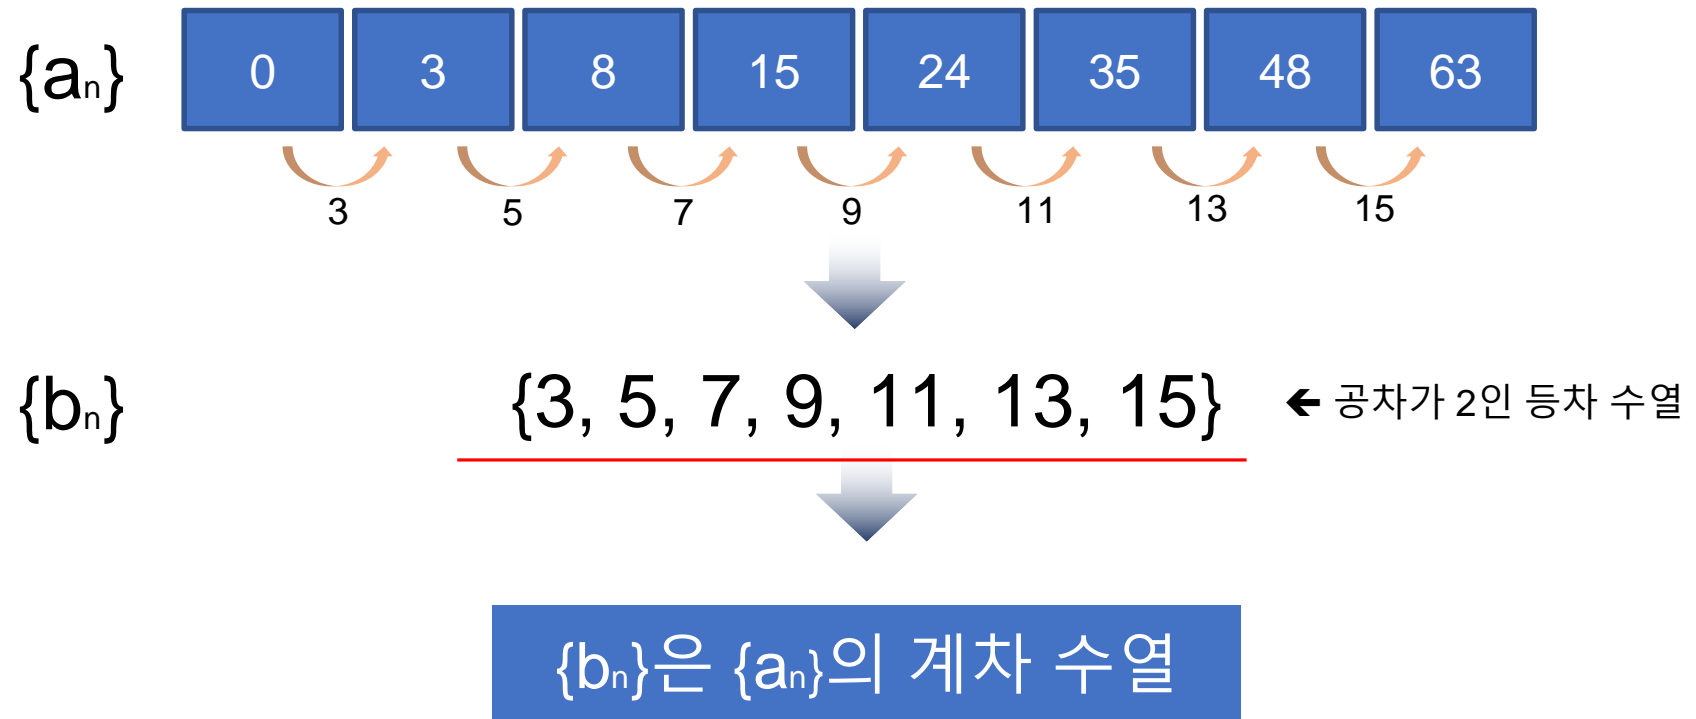 {aₙ} 0 3 8 15 24 35 48 63
3 5 7 9 11 13 15
{bₙ} {3, 5, 7, 9, 11, 13, 15} 🡰 공차가 2인 등차 수열
{bₙ}은 {aₙ}의 계차 수열